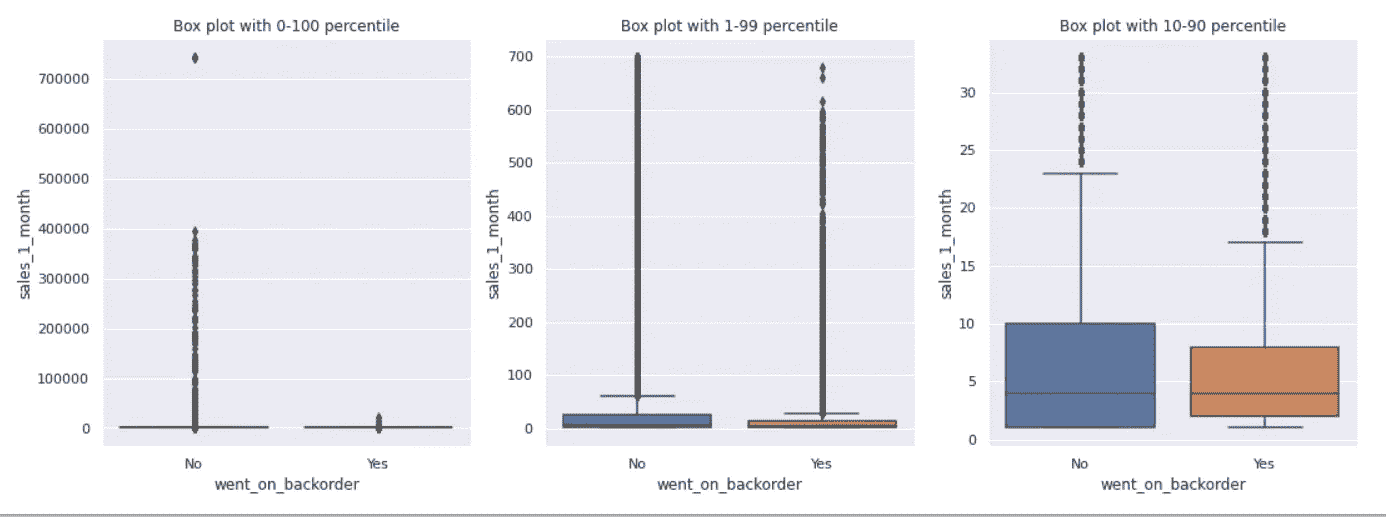 Box plot with 0-100 percentile
700000
600000
500000
400000
300000
200000
100000
0
sales_1_month
No
Yes
went_on_backorder
Box plot with 1-99 percentile
700
600
500
400
300
200
100
0
sales_1_month
No
Yes
went_on_backorder
Box plot with 10-90 percentile
30
25
20
15
10
5
0
sales_1_month
No
Yes
went_on_backorder